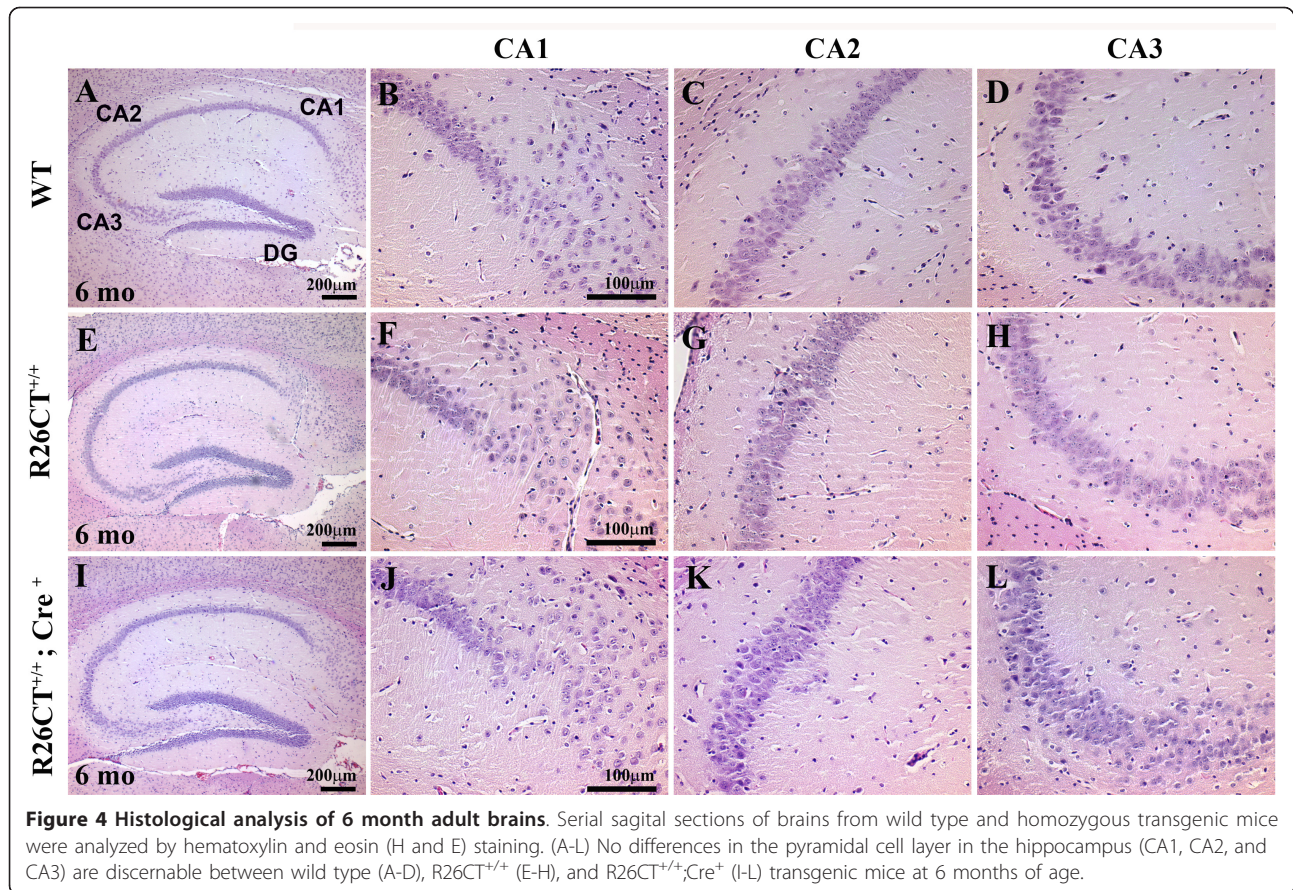 CA1 CA2 CA3
WT
A CA2 CA1 CA3 DG 6 mo 200μm
B 100μm
C
D
R26CT+/+
E 6 mo 200μm
F 100μm
G
H
R26CT+/+; Cre +
I 6 mo 200μm
J 100μm
K
L
Figure 4 Histological analysis of 6 month adult brains. Serial sagital sections of brains from wild type and homozygous transgenic mice
were analyzed by hematoxylin and eosin (H and E) staining. (A-L) No differences in the pyramidal cell layer in the hippocampus (CA1, CA2, and
CA3) are discernable between wild type (A-D), R26CT+/+ (E-H), and R26CT+/+;Cre+ (I-L) transgenic mice at 6 months of age.